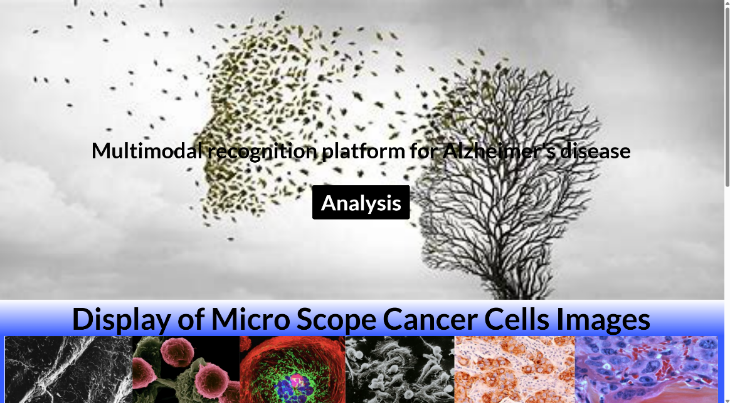 Multimodal recognition platform for Alzheimer's disease
Analysis
Display of Micro Scope Cancer Cells Images